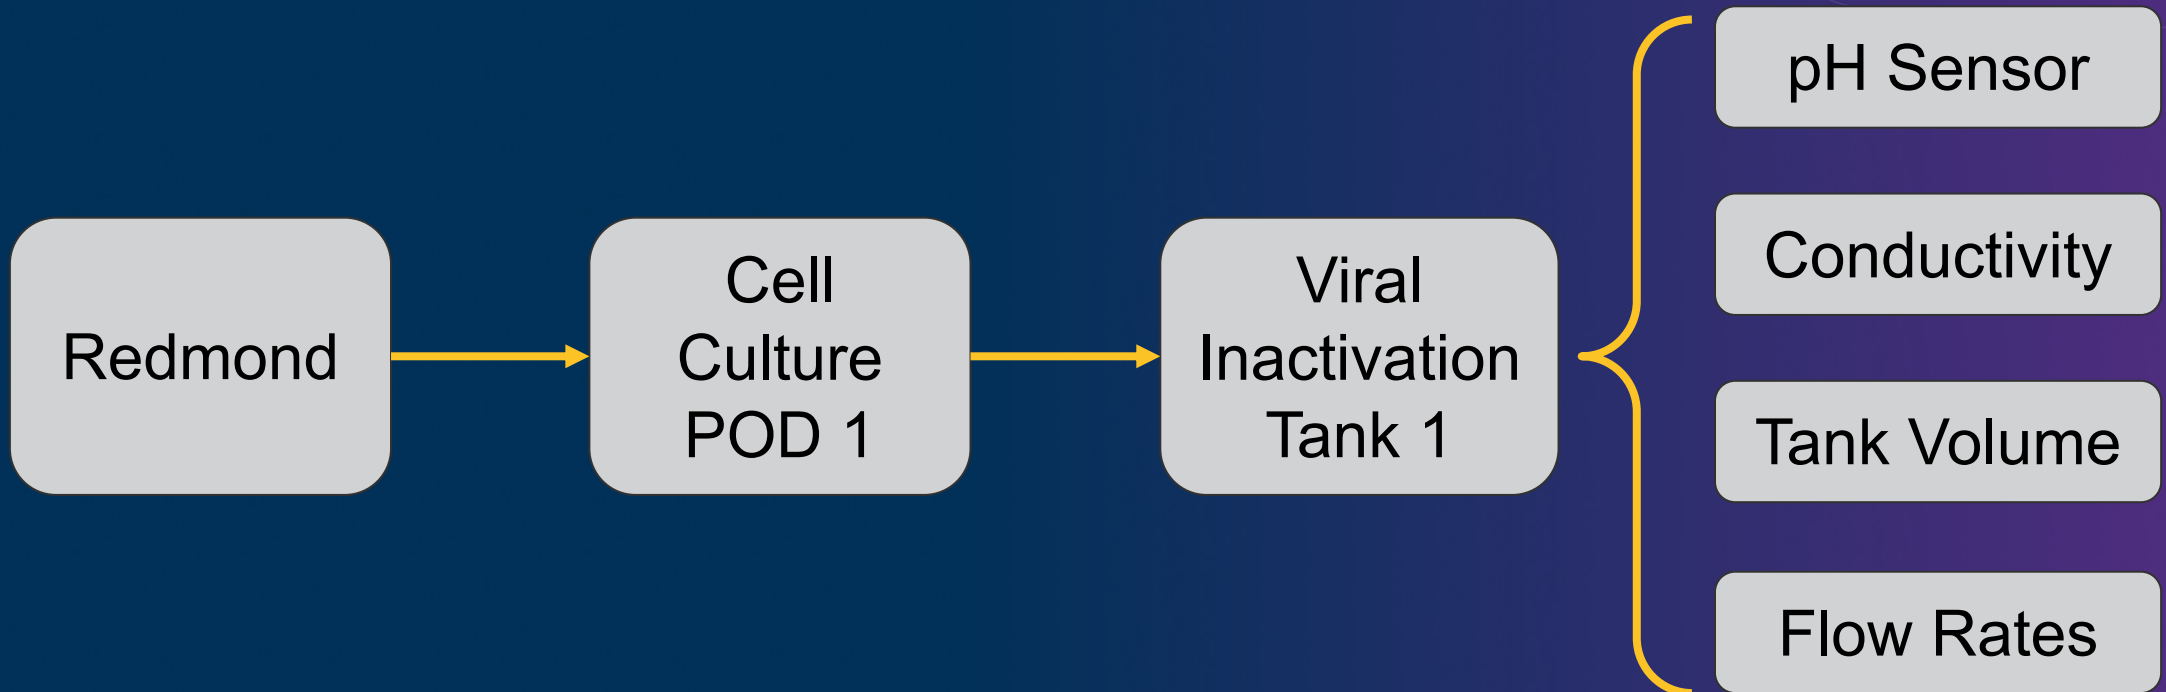 Redmond
Cell
Culture
POD 1
Viral
Inactivation
Tank 1
pH Sensor
Conductivity
Tank Volume
Flow Rates